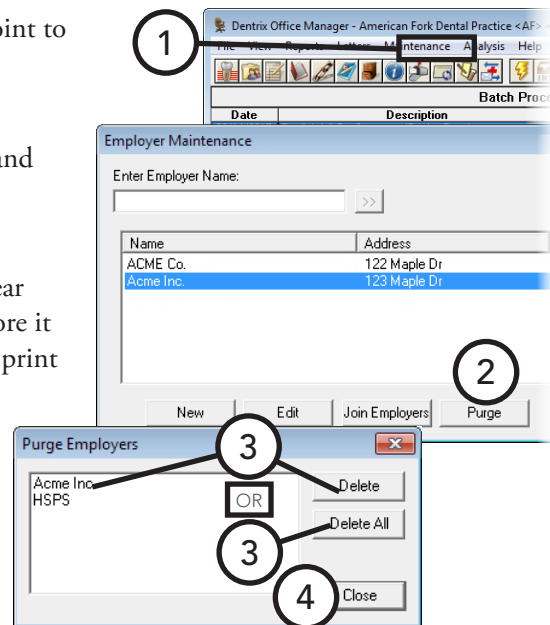 oint to
1
Dentrix Office Manager - American Fork Dental Practice <AF>
File View Reports Letters Maintenance Analysis Help
Batch Proce
Date Description
and
Employer Maintenance
Enter Employer Name:
>>
Name Address
ACME Co. 122 Maple Dr
Acme Inc. 123 Maple Dr
ear
ore it
print
2
New Edit Join Employers Purge
Purge Employers
3
Acme Inc.
HSPS
OR
Delete
Delete All
3
4
Close